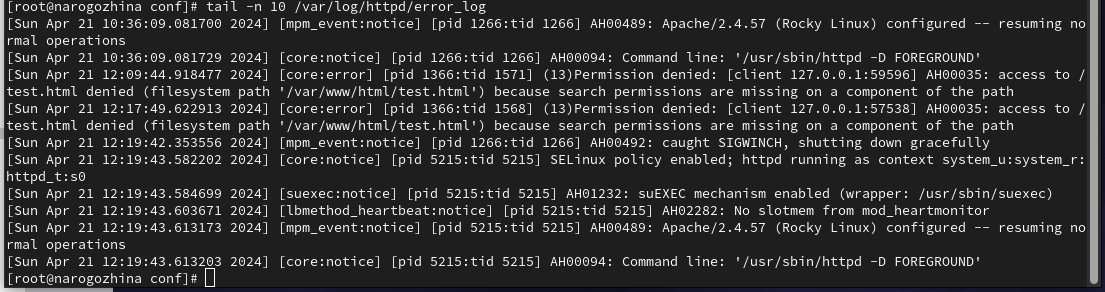 [root@narogozhina conf]# tail -n 10 /var/log/httpd/error_log
[Sun Apr 21 10:36:09.081700 2024] [mpm_event:notice] [pid 1266:tid 1266] AH00489: Apache/2.4.57 (Rocky Linux) configured -- resuming no
rmal operations
[Sun Apr 21 10:36:09.081729 2024] [core:notice] [pid 1266:tid 1266] AH00094: Command line: '/usr/sbin/httpd -D FOREGROUND'
[Sun Apr 21 12:09:44.918477 2024] [core:error] [pid 1366:tid 1571] (13)Permission denied: [client 127.0.0.1:59596] AH00035: access to /
test.html denied (filesystem path '/var/www/html/test.html') because search permissions are missing on a component of the path
[Sun Apr 21 12:17:49.622913 2024] [core:error] [pid 1366:tid 1568] (13)Permission denied: [client 127.0.0.1:57538] AH00035: access to /
test.html denied (filesystem path '/var/www/html/test.html') because search permissions are missing on a component of the path
[Sun Apr 21 12:19:42.353556 2024] [mpm_event:notice] [pid 1266:tid 1266] AH00492: caught SIGWINCH, shutting down gracefully
[Sun Apr 21 12:19:43.582202 2024] [core:notice] [pid 5215:tid 5215] SELinux policy enabled; httpd running as context system_u:system_r:
httpd_t:s0
[Sun Apr 21 12:19:43.584699 2024] [suexec:notice] [pid 5215:tid 5215] AH01232: suEXEC mechanism enabled (wrapper: /usr/sbin/suexec)
[Sun Apr 21 12:19:43.603671 2024] [lbmethod_heartbeat:notice] [pid 5215:tid 5215] AH02282: No slotmem from mod_heartmonitor
[Sun Apr 21 12:19:43.613173 2024] [mpm_event:notice] [pid 5215:tid 5215] AH00489: Apache/2.4.57 (Rocky Linux) configured -- resuming no
rmal operations
[Sun Apr 21 12:19:43.613203 2024] [core:notice] [pid 5215:tid 5215] AH00094: Command line: '/usr/sbin/httpd -D FOREGROUND'
[root@narogozhina conf]#